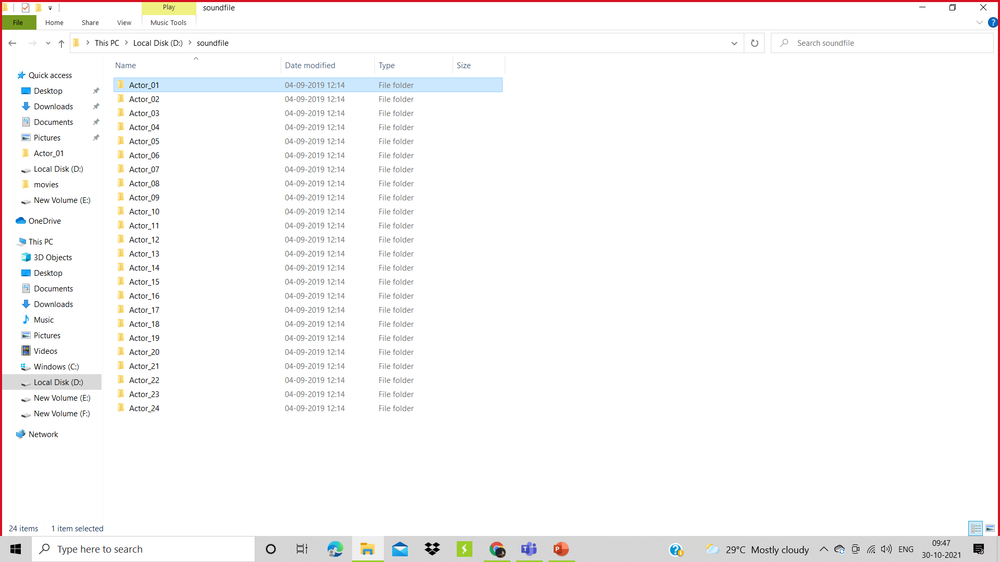 Play
soundfile
File
Home
Share
View
Music Tools
?
This PC
Local Disk (D:)
soundfile
Search soundfile
Name
Date modified
Type
Size
Quick access
Desktop
Downloads
Documents
Pictures
Actor_01
Local Disk (D:)
movies
New Volume (E:)
OneDrive
This PC
3D Objects
Desktop
Documents
Downloads
Music
Pictures
Videos
Windows (C:)
Local Disk (D:)
New Volume (E:)
New Volume (F:)
Network
Actor_01 04-09-2019 12:14 File folder
Actor_02 04-09-2019 12:14 File folder
Actor_03 04-09-2019 12:14 File folder
Actor_04 04-09-2019 12:14 File folder
Actor_05 04-09-2019 12:14 File folder
Actor_06 04-09-2019 12:14 File folder
Actor_07 04-09-2019 12:14 File folder
Actor_08 04-09-2019 12:14 File folder
Actor_09 04-09-2019 12:14 File folder
Actor_10 04-09-2019 12:14 File folder
Actor_11 04-09-2019 12:14 File folder
Actor_12 04-09-2019 12:14 File folder
Actor_13 04-09-2019 12:14 File folder
Actor_14 04-09-2019 12:14 File folder
Actor_15 04-09-2019 12:14 File folder
Actor_16 04-09-2019 12:14 File folder
Actor_17 04-09-2019 12:14 File folder
Actor_18 04-09-2019 12:14 File folder
Actor_19 04-09-2019 12:14 File folder
Actor_20 04-09-2019 12:14 File folder
Actor_21 04-09-2019 12:14 File folder
Actor_22 04-09-2019 12:14 File folder
Actor_23 04-09-2019 12:14 File folder
Actor_24 04-09-2019 12:14 File folder
24 items
1 item selected
Type here to search
29°C Mostly cloudy
ENG
09:47
30-10-2021